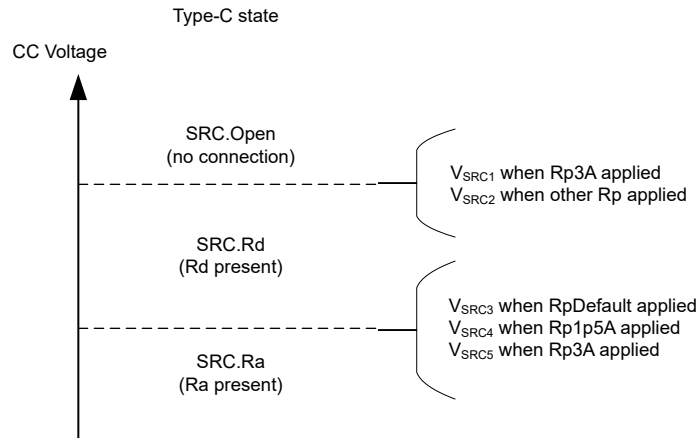 Type-C state
CC Voltage
SRC.Open
(no connection)
VSRC1 when Rp3A applied
VSRC2 when other Rp applied
SRC.Rd
(Rd present)
VSRC3 when RpDefault applied
VSRC4 when Rp1p5A applied
VSRC5 when Rp3A applied
SRC.Ra
(Ra present)